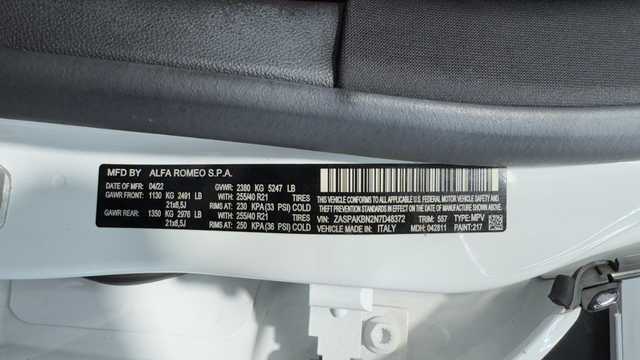 MFD BY ALFA ROMEO S.P.A.
DATE: 04/22 GVWR: 2380 KG 5247 LB
GAWR FRONT: 1130 KG 2491 LB WITH 255/40 R21 TIRES
21x8,5J RIMS AT 230 KPA (33 PSI) COLD
GAWR REAR: 1350 KG 2976 LB WITH 255/40 R21 TIRES
21x8,5J RIMS AT 250 KPA (36 PSI) COLD
THIS VEHICLE CONFORMS TO ALL APPLICABLE U.S.A. FEDERAL MOTOR
VEHICLE SAFETY, BUMPER AND THEFT PREVENTION STANDARDS IN
EFFECT ON THE DATE OF MANUFACTURE SHOWN ABOVE.
VIN: ZASPAKBN2N7D48372 TRIM: 557 TYPE: MPV
VEHICLE MADE IN: ITALY MDH: 042811 PAINT: 217